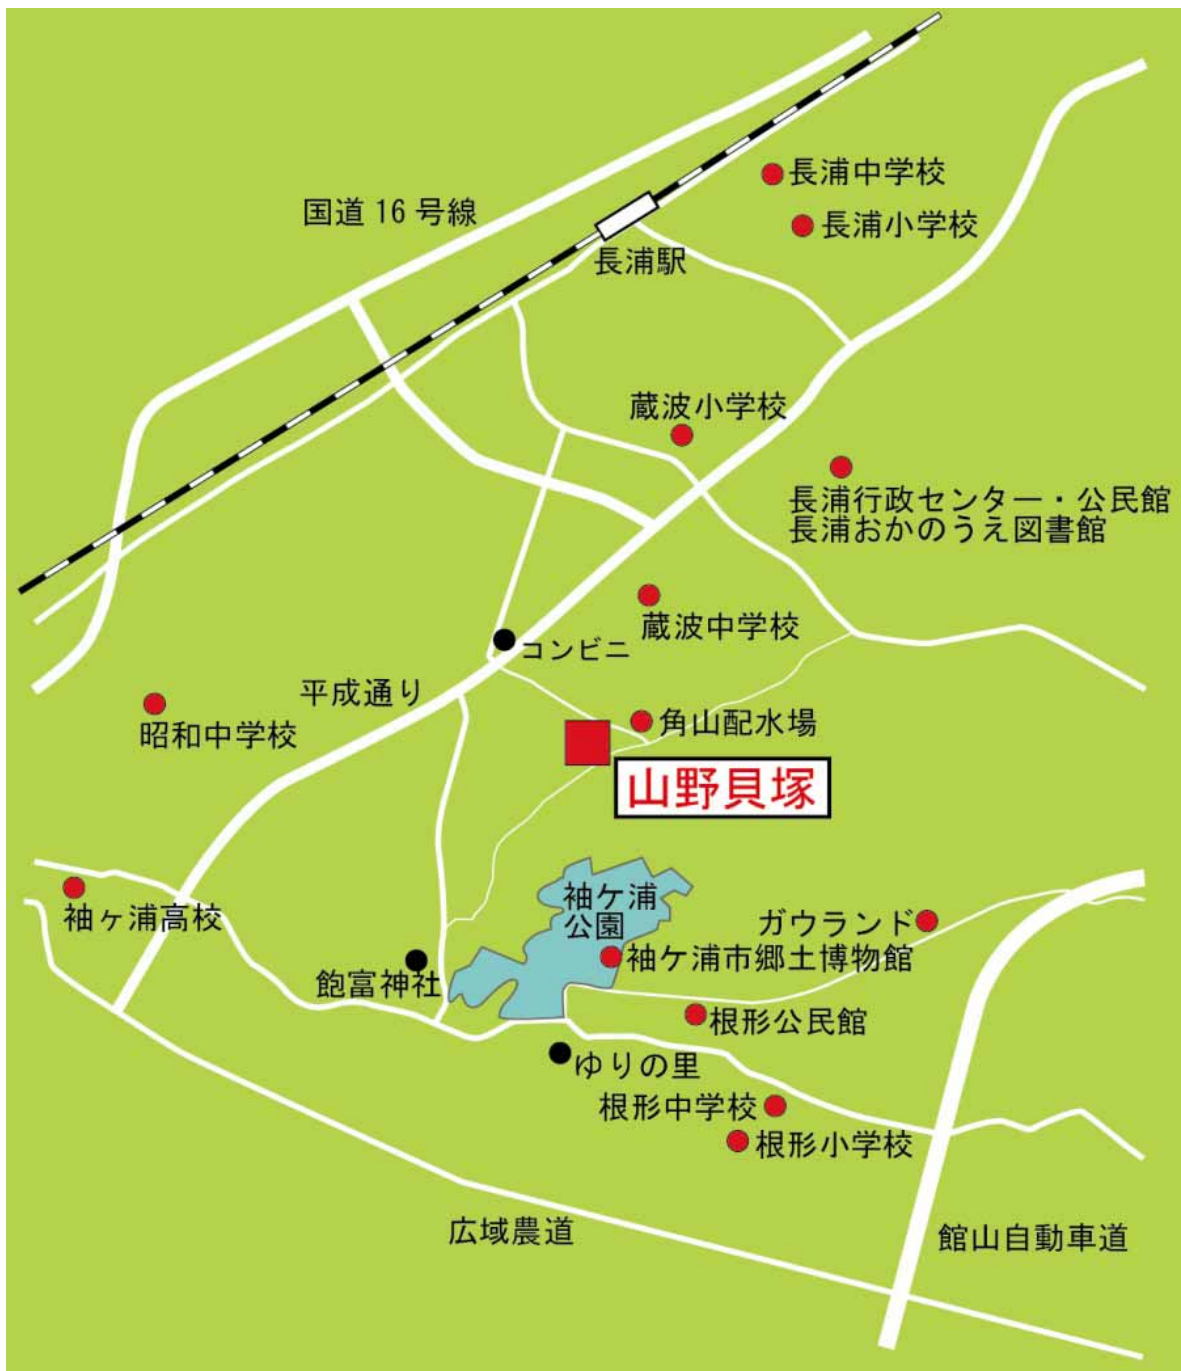 長浦中学校
国道 16 号線
長浦小学校
長浦駅
蔵波小学校
長浦行政センター・公民館
長浦おかのうえ図書館
蔵波中学校
コンビニ
平成通り
昭和中学校
角山配水場
山野貝塚
袖ケ浦
公園
袖ヶ浦高校
ガウランド
袖ケ浦市郷土博物館
飽富神社
根形公民館
ゆりの里
根形中学校
根形小学校
広域農道
館山自動車道